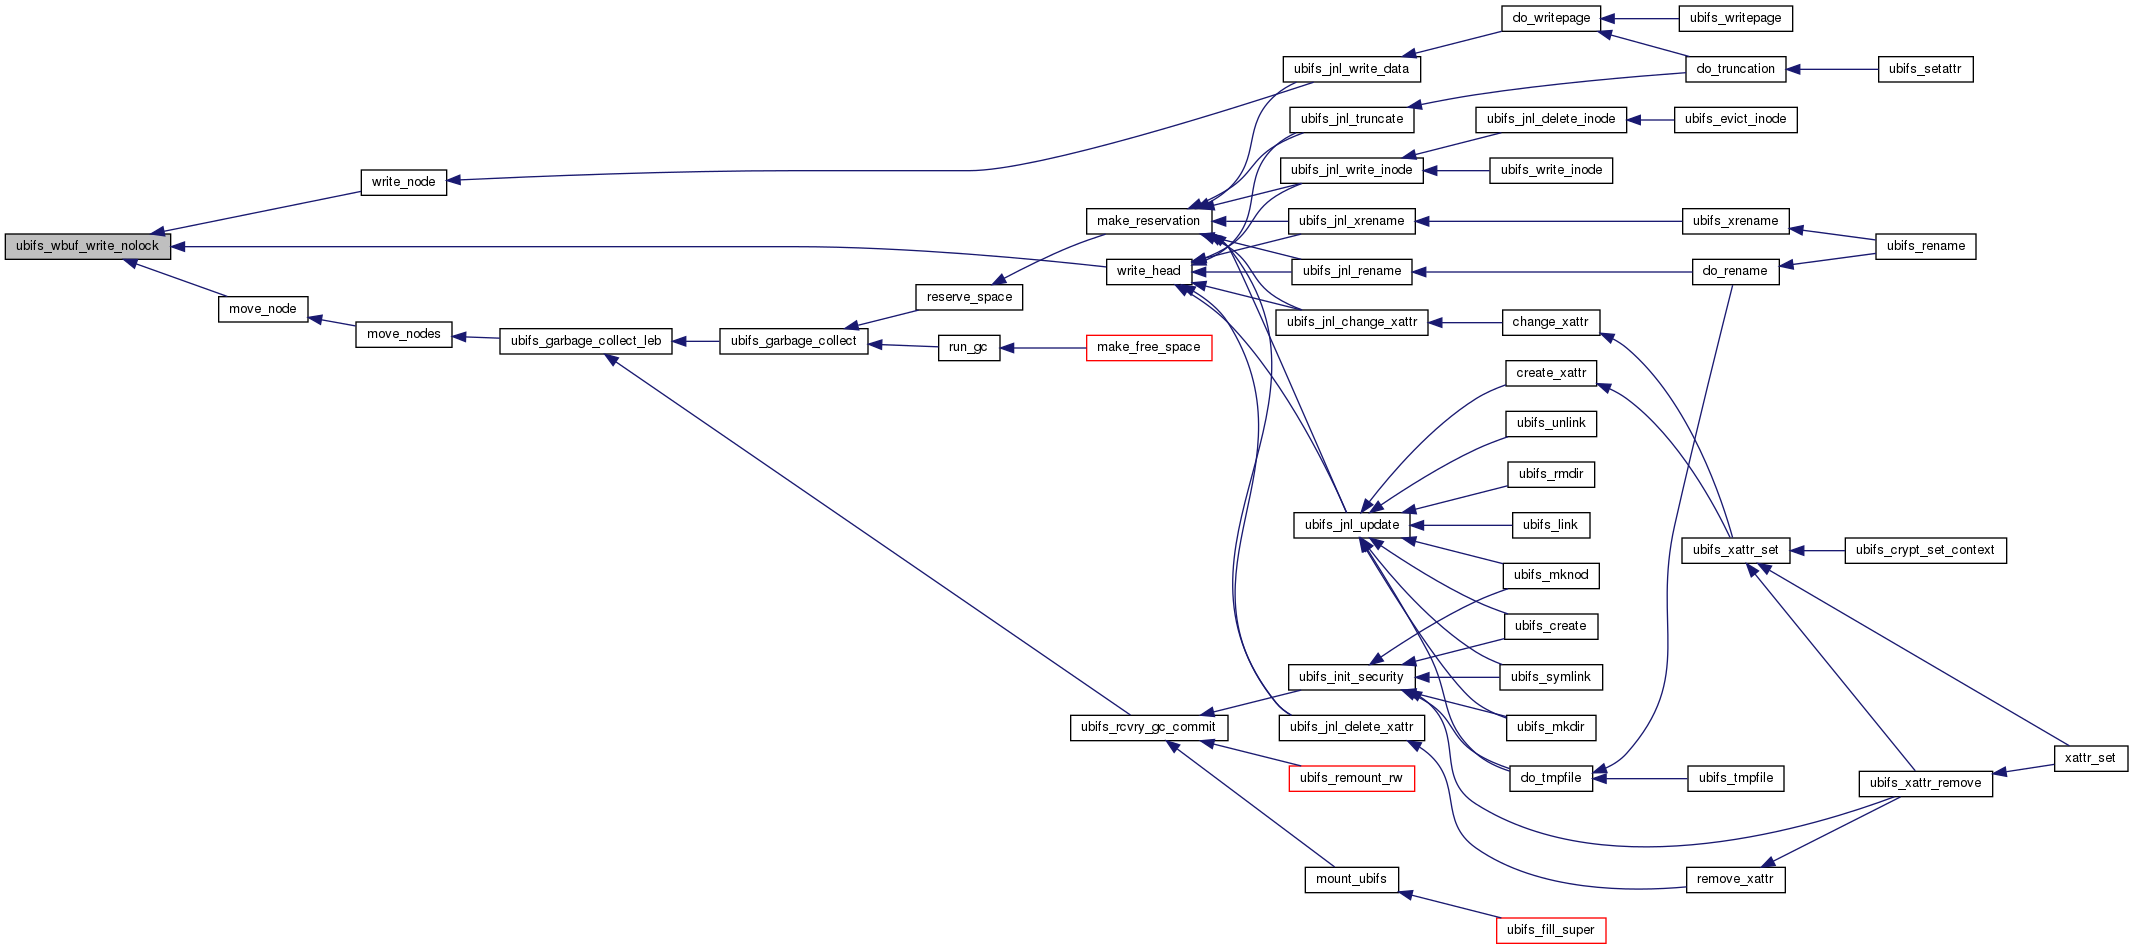 do_writepage
ubifs_writepage
ubifs_jnl_write_data
do_truncation
ubifs_setattr
ubifs_jnl_truncate
ubifs_jnl_delete_inode
ubifs_evict_inode
write_node
ubifs_jnl_write_inode
ubifs_write_inode
make_reservation
ubifs_jnl_xrename
ubifs_xrename
ubifs_wbuf_write_nolock
ubifs_rename
write_head
ubifs_jnl_rename
do_rename
move_node
reserve_space
move_nodes
ubifs_jnl_change_xattr
change_xattr
ubifs_garbage_collect_leb
ubifs_garbage_collect
run_gc
make_free_space
create_xattr
ubifs_unlink
ubifs_rmdir
ubifs_jnl_update
ubifs_link
ubifs_xattr_set
ubifs_crypt_set_context
ubifs_mknod
ubifs_create
ubifs_init_security
ubifs_symlink
ubifs_rcvry_gc_commit
ubifs_jnl_delete_xattr
ubifs_mkdir
xattr_set
ubifs_remount_rw
do_tmpfile
ubifs_tmpfile
ubifs_xattr_remove
mount_ubifs
remove_xattr
ubifs_fill_super